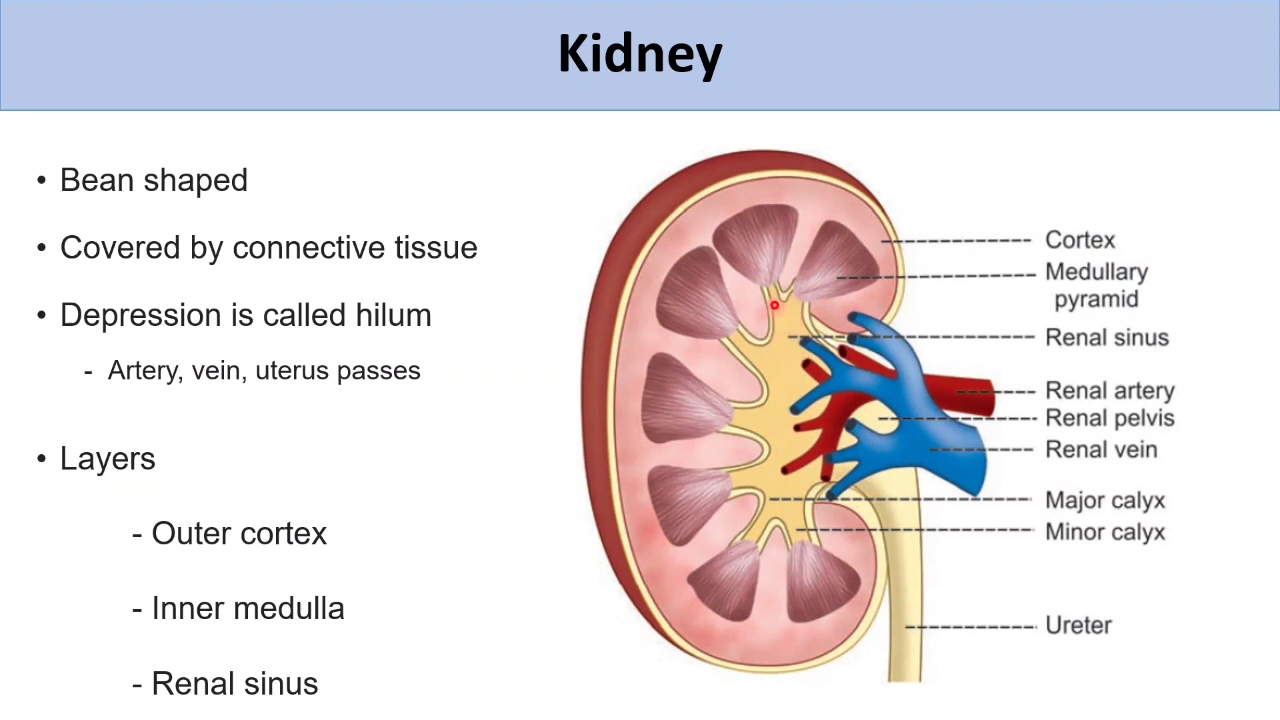 Kidney
• Bean shaped
• Covered by connective tissue
• Depression is called hilum
- Artery, vein, uterus passes
• Layers
- Outer cortex
- Inner medulla
- Renal sinus
Cortex
Medullary
pyramid
Renal sinus
Renal artery
Renal pelvis
Renal vein
Major calyx
Minor calyx
Ureter